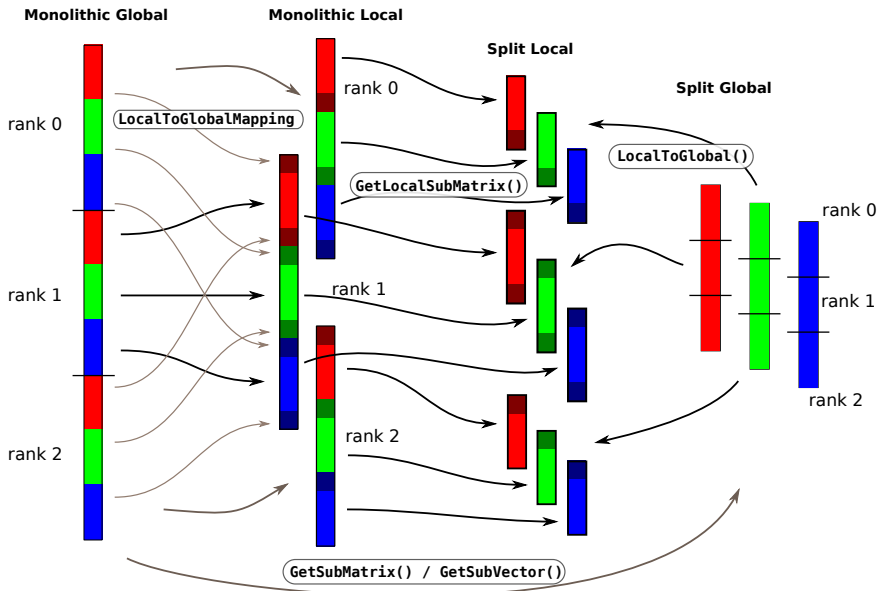 Monolithic Global
Monolithic Local
Split Local
Split Global
rank 0
LocalToGlobalMapping
rank 0
GetLocalSubMatrix()
LocalToGlobal()
rank 0
rank 1
rank 1
rank 1
rank 2
rank 2
rank 2
GetSubMatrix() / GetSubVector()